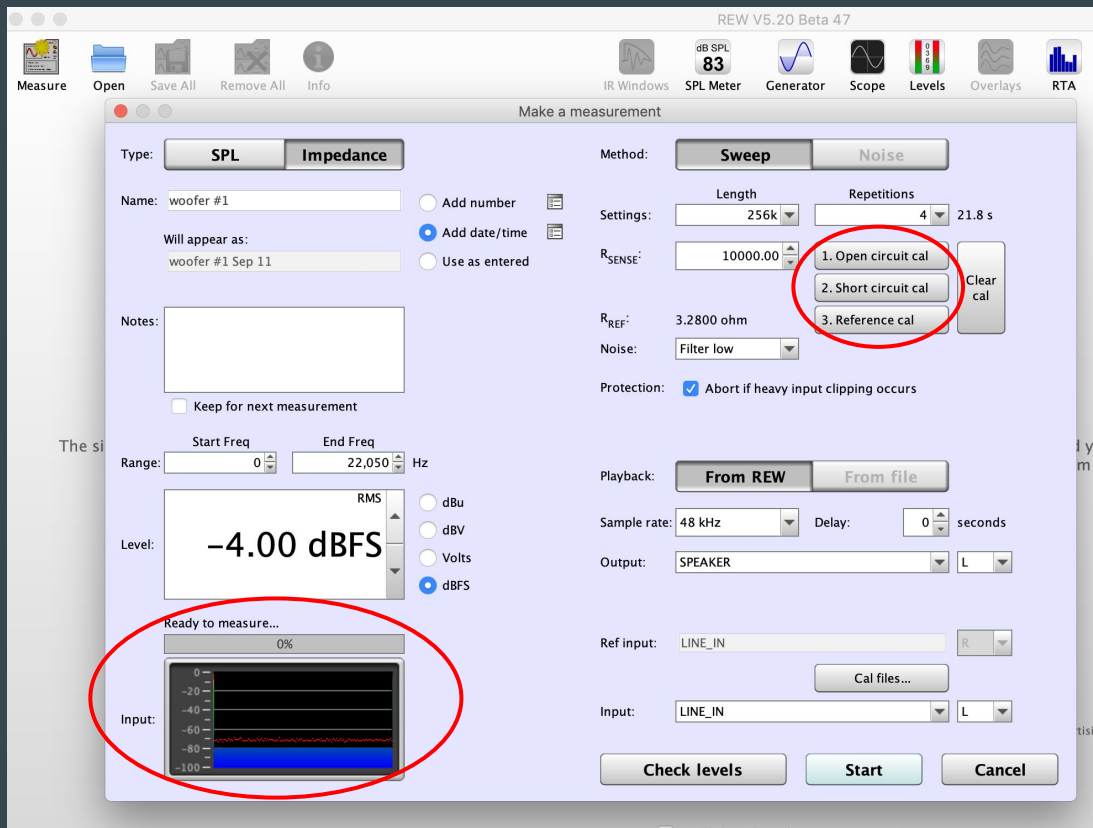 REW V5.20 Beta 47
Measure Open Save All Remove All Info IR Windows SPL Meter Generator Scope Levels Overlays RTA
dB SPL
83
0 3 6 9
Make a measurement
Type: SPL Impedance
Name: woofer #1
Add number
Will appear as:
Add date/time
woofer #1 Sep 11
Use as entered
Notes:
Keep for next measurement
Start Freq End Freq
Range: 0 22,050 Hz
RMS
Level: -4.00 dBFS
dBu
dBV
Volts
dBFS
Ready to measure...
0%
Input:
0
-20
-40
-60
-80
-100
Method: Sweep Noise
Length Repetitions
Settings: 256k 4 21.8 s
RSENSE: 10000.00
1. Open circuit cal
2. Short circuit cal
3. Reference cal
Clear
cal
RREF: 3.2800 ohm
Noise: Filter low
Protection: Abort if heavy input clipping occurs
Playback: From REW From file
Sample rate: 48 kHz Delay: 0 seconds
Output: SPEAKER L
Ref input: LINE_IN R
Cal files...
Input: LINE_IN L
Check levels Start Cancel
The si